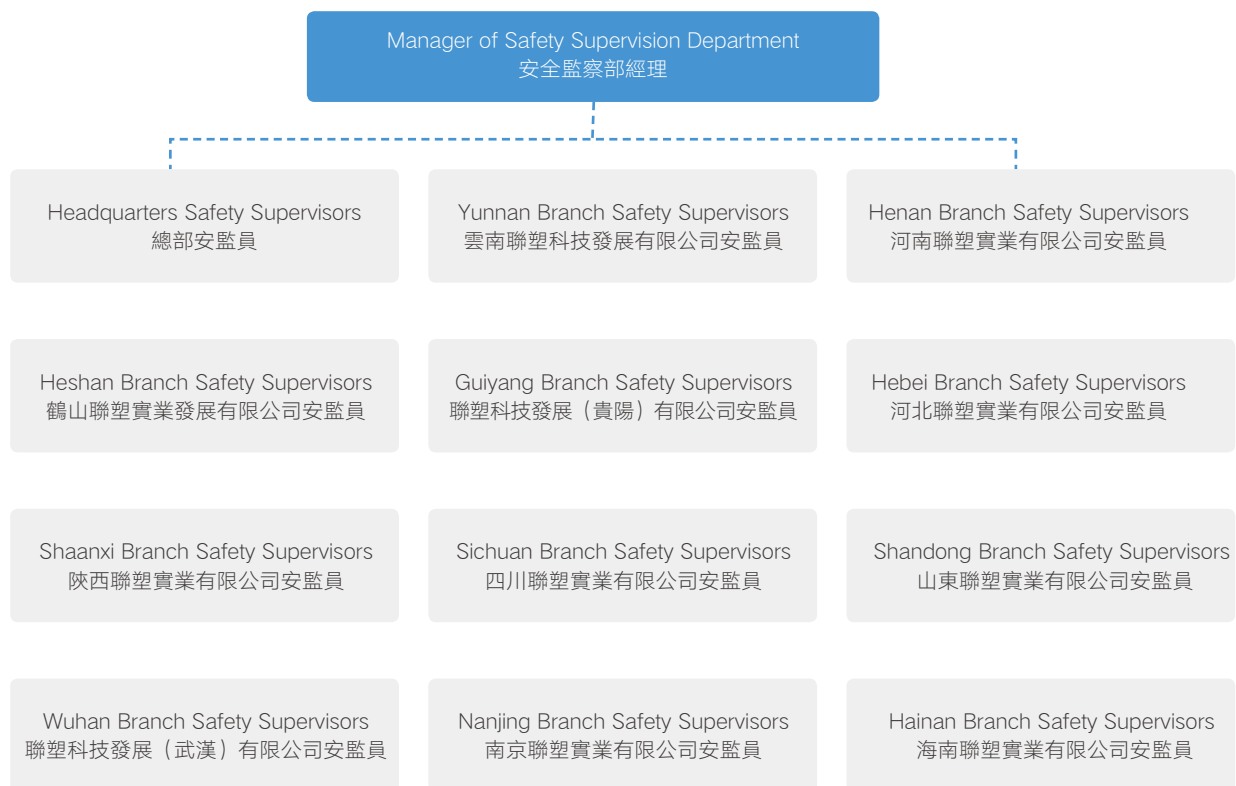 Manager of Safety Supervision Department
安全監察部經理
Headquarters Safety Supervisors
總部安監員
Yunnan Branch Safety Supervisors
雲南聯塑科技發展有限公司安監員
Henan Branch Safety Supervisors
河南聯塑實業有限公司安監員
Heshan Branch Safety Supervisors
鶴山聯塑實業發展有限公司安監員
Guiyang Branch Safety Supervisors
聯塑科技發展（貴陽）有限公司安監員
Hebei Branch Safety Supervisors
河北聯塑實業有限公司安監員
Shaanxi Branch Safety Supervisors
陝西聯塑實業有限公司安監員
Sichuan Branch Safety Supervisors
四川聯塑實業有限公司安監員
Shandong Branch Safety Supervisors
山東聯塑實業有限公司安監員
Wuhan Branch Safety Supervisors
聯塑科技發展（武漢）有限公司安監員
Nanjing Branch Safety Supervisors
南京聯塑實業有限公司安監員
Hainan Branch Safety Supervisors
海南聯塑實業有限公司安監員